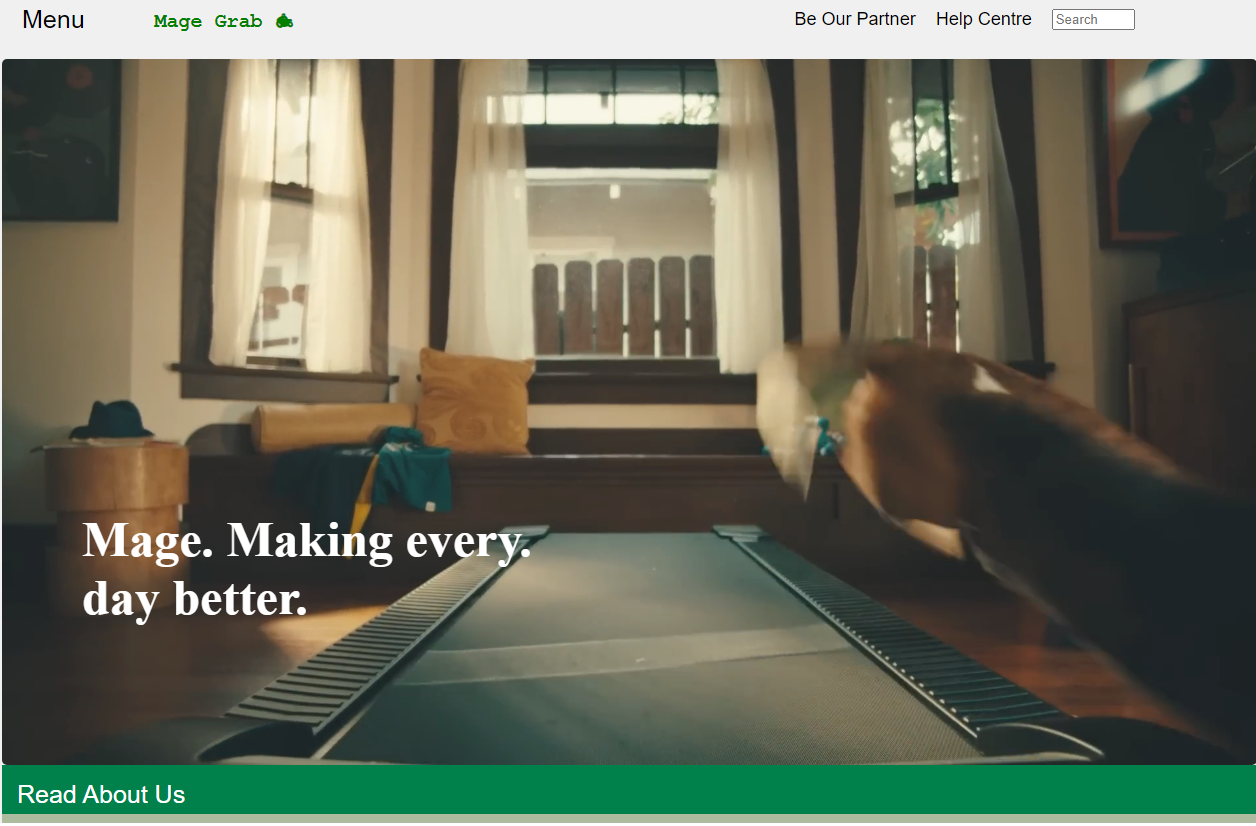 Menu
Mage Grab
Be Our Partner
Help Centre
Search
Mage. Making every.
day better.
Read About Us